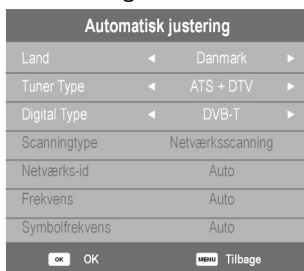 Automatisk justering
Land ◄ Danmark ►
Tuner Type ◄ ATS + DTV ►
Digital Type ◄ DVB-T ►
Scanningtype Netværksscanning
Netværks-id Auto
Frekvens Auto
Symbolfrekvens Auto
OK OK MENU Tilbage